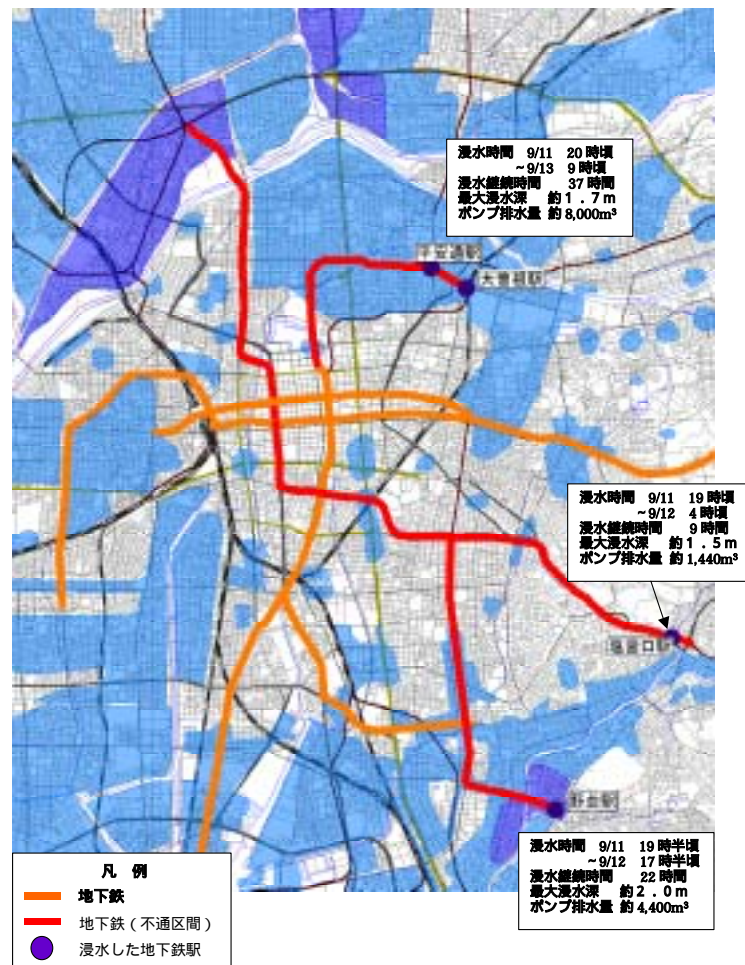 浸水時間 9/11 20時頃
~9/13 9時頃
浸水継続時間 37時間
最大浸水深 約1.7m
ポンプ排水量 約8,000m³
平安通駅
大曽根駅
浸水時間 9/11 19時頃
~9/12 4時頃
浸水継続時間 9時間
最大浸水深 約1.5m
ポンプ排水量 約1,440m³
塩釜口駅
野並駅
浸水時間 9/11 19時半頃
~9/12 17時半頃
浸水継続時間 22時間
最大浸水深 約2.0m
ポンプ排水量 約4,400m³
凡 例
地下鉄
地下鉄(不通区間)
浸水した地下鉄駅